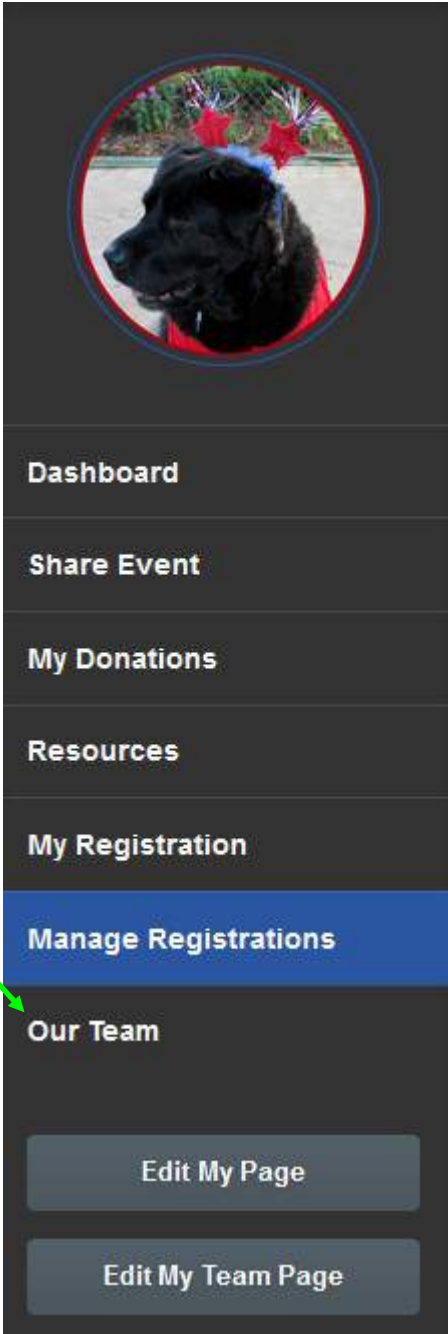 Dashboard
Share Event
My Donations
Resources
My Registration
Manage Registrations
Our Team
Edit My Page
Edit My Team Page